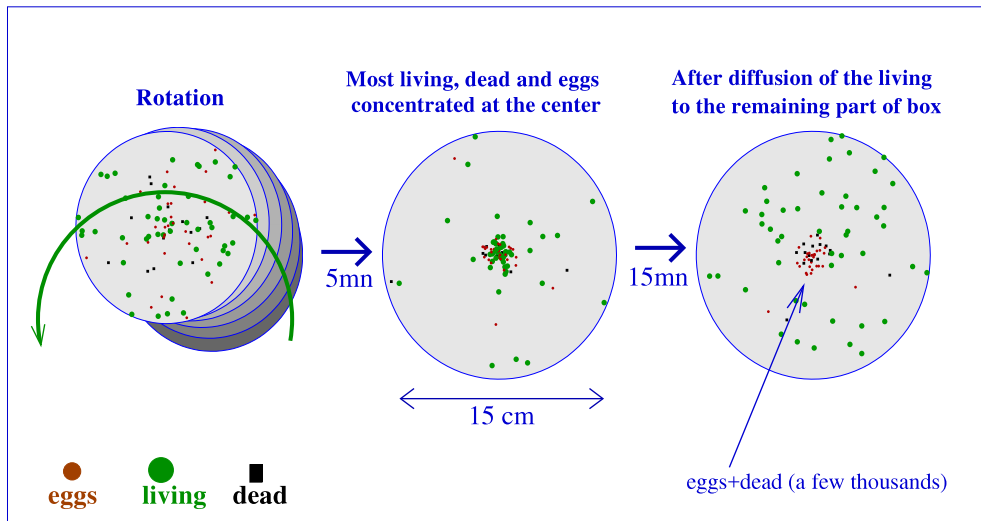 Rotation
Most living, dead and eggs
concentrated at the center
After diffusion of the living
to the remaining part of box
5mn
15mn
15 cm
eggs
living
dead
eggs+dead (a few thousands)